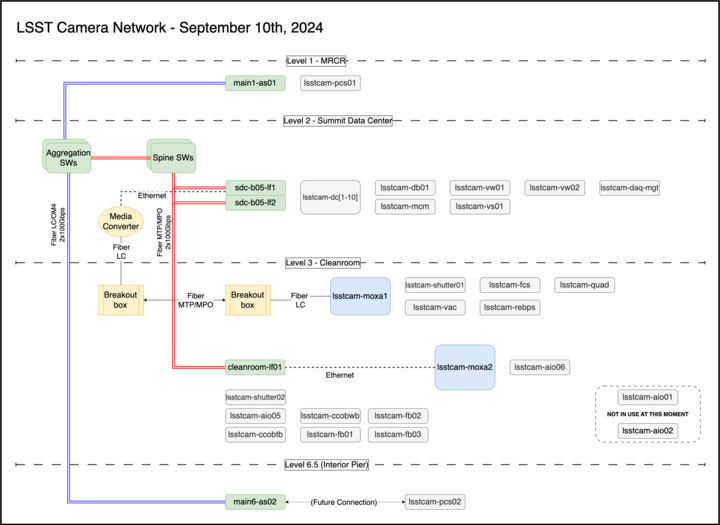 LSST Camera Network - September 10th, 2024
Level 1 - MRCR
main1-as01
lsstcam-pcs01
Level 2 - Summit Data Center
Aggregation
SWs
Spine SWs
Ethernet
sdc-b05-lf1
sdc-b05-lf2
lsstcam-dc[1-10]
lsstcam-db01
lsstcam-vw01
lsstcam-vw02
lsstcam-daq-mgt
lsstcam-mcm
lsstcam-vs01
Media
Converter
Fiber LC/OM4
2x100Gbps
Fiber MTP/MPO
2x100Gbps
Fiber
LC
Level 3 - Cleanroom
Breakout
box
Fiber
MTP/MPO
Breakout
box
Fiber
LC
lsstcam-moxa1
lsstcam-shutter01
lsstcam-fcs
lsstcam-quad
lsstcam-vac
lsstcam-rebps
cleanroom-lf01
Ethernet
lsstcam-moxa2
lsstcam-aio06
lsstcam-shutter02
lsstcam-aio05
lsstcam-ccobwb
lsstcam-fb02
lsstcam-ccobtb
lsstcam-fb01
lsstcam-fb03
lsstcam-aio01
NOT IN USE AT THIS MOMENT
lsstcam-aio02
Level 6.5 (Interior Pier)
main6-as02
(Future Connection)
lsstcam-pcs02